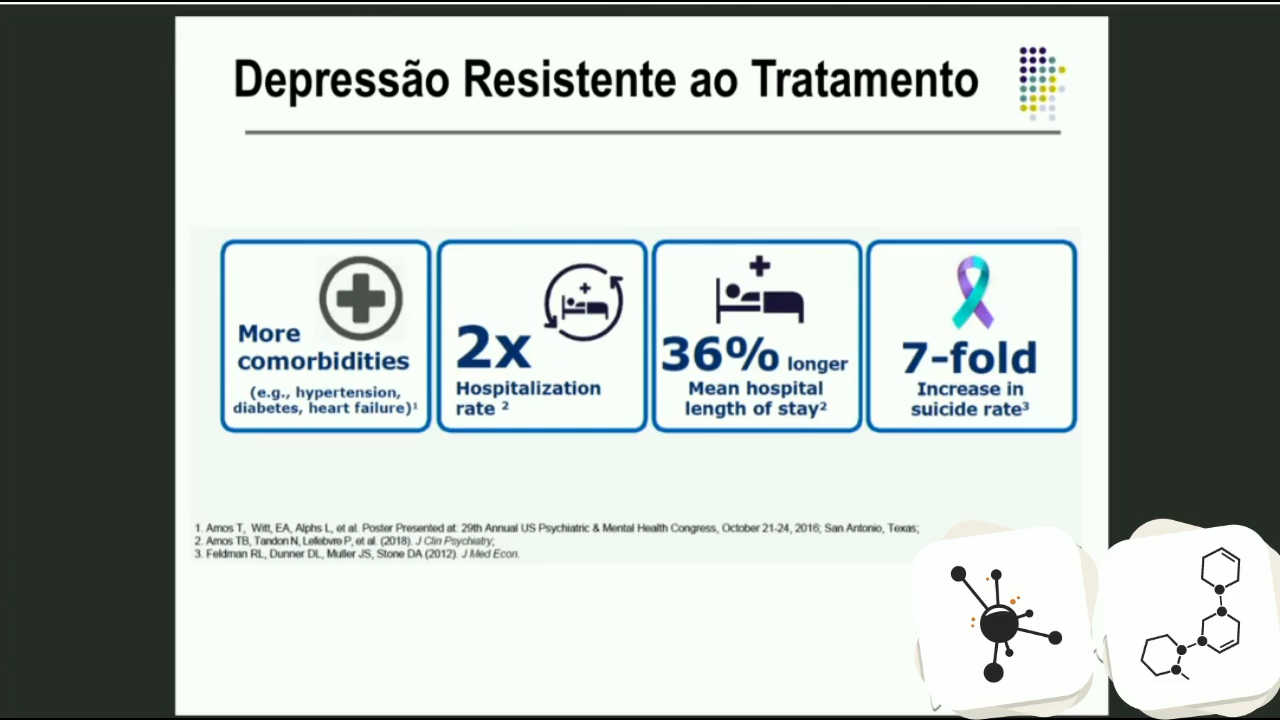 Depressão Resistente ao Tratamento
More
comorbidities
(e.g., hypertension,
diabetes, heart failure)¹
2x
Hospitalization
rate ²
36% longer
Mean hospital
length of stay²
7-fold
Increase in
suicide rate³
1. Amos T, Witt, EA, Alphs L, et al. Poster Presented at: 29th Annual US Psychiatric & Mental Health Congress, October 21-24, 2016; San Antonio, Texas;
2. Amos TB, Tandon N, Lefebvre P, et al. (2018). J Clin Psychiatry;
3. Feldman RL, Dunner DL, Muller JS, Stone DA (2012). J Med Econ.